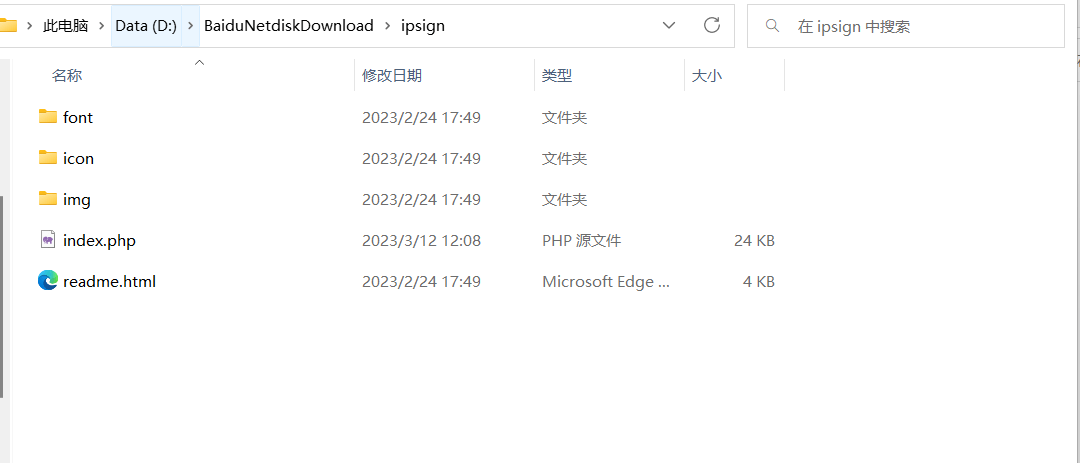 此电脑 > Data (D:) > BaiduNetdiskDownload > ipsign
在 ipsign 中搜索
名称 修改日期 类型 大小
font 2023/2/24 17:49 文件夹
icon 2023/2/24 17:49 文件夹
img 2023/2/24 17:49 文件夹
index.php 2023/3/12 12:08 PHP 源文件 24 KB
readme.html 2023/2/24 17:49 Microsoft Edge ... 4 KB